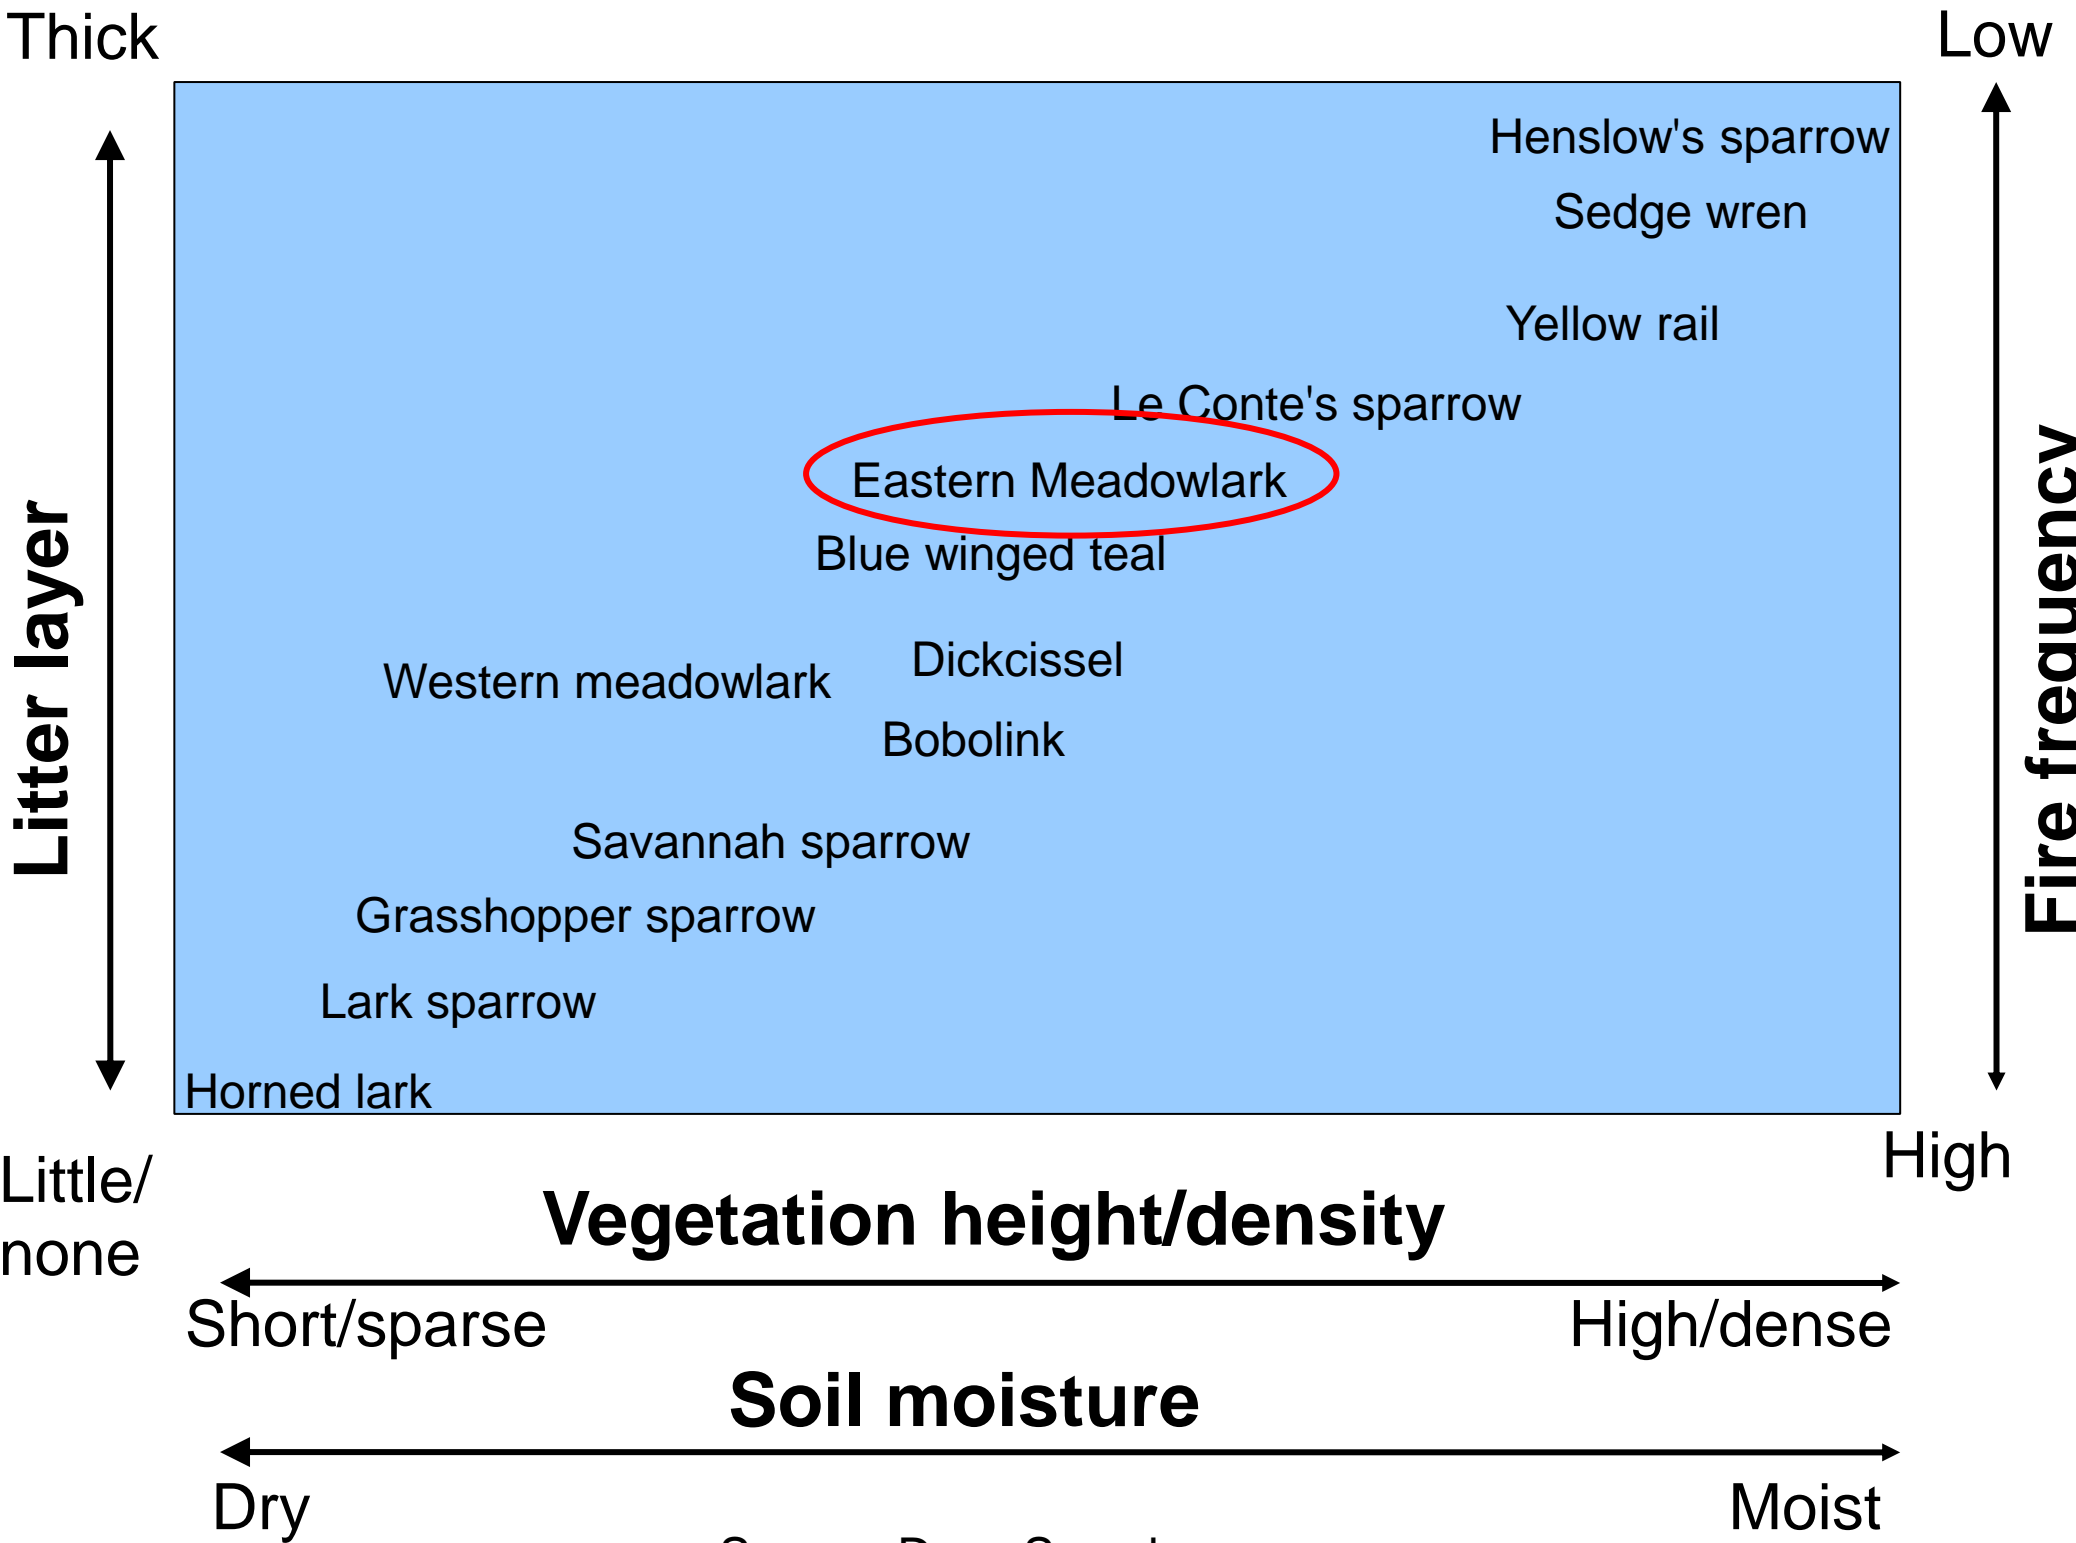 Thick
Low
Henslow's sparrow
Sedge wren
Yellow rail
Le Conte's sparrow
Eastern Meadowlark
Blue winged teal
Dickcissel
Western meadowlark
Bobolink
Savannah sparrow
Grasshopper sparrow
Lark sparrow
Horned lark
Litter layer
Fire frequency
High
Little/
none
Vegetation height/density
Short/sparse
High/dense
Soil moisture
Dry
Moist